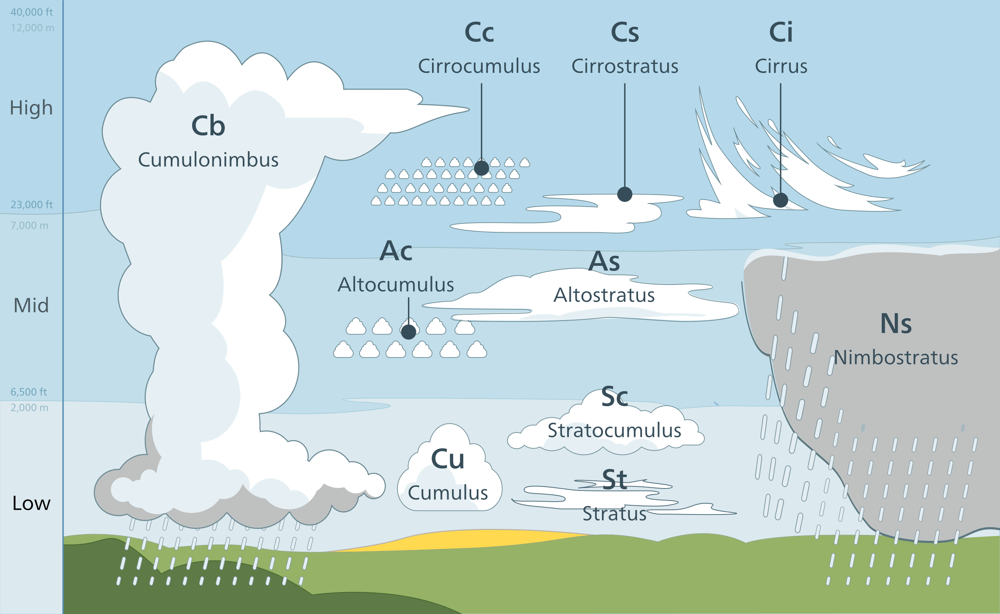 40,000 ft
12,000 m
High
23,000 ft
7,000 m
Mid
6,500 ft
2,000 m
Low
Cb
Cumulonimbus
Cc
Cirrocumulus
Cs
Cirrostratus
Ci
Cirrus
Ac
Altocumulus
As
Altostratus
Ns
Nimbostratus
Sc
Stratocumulus
Cu
Cumulus
St
Stratus